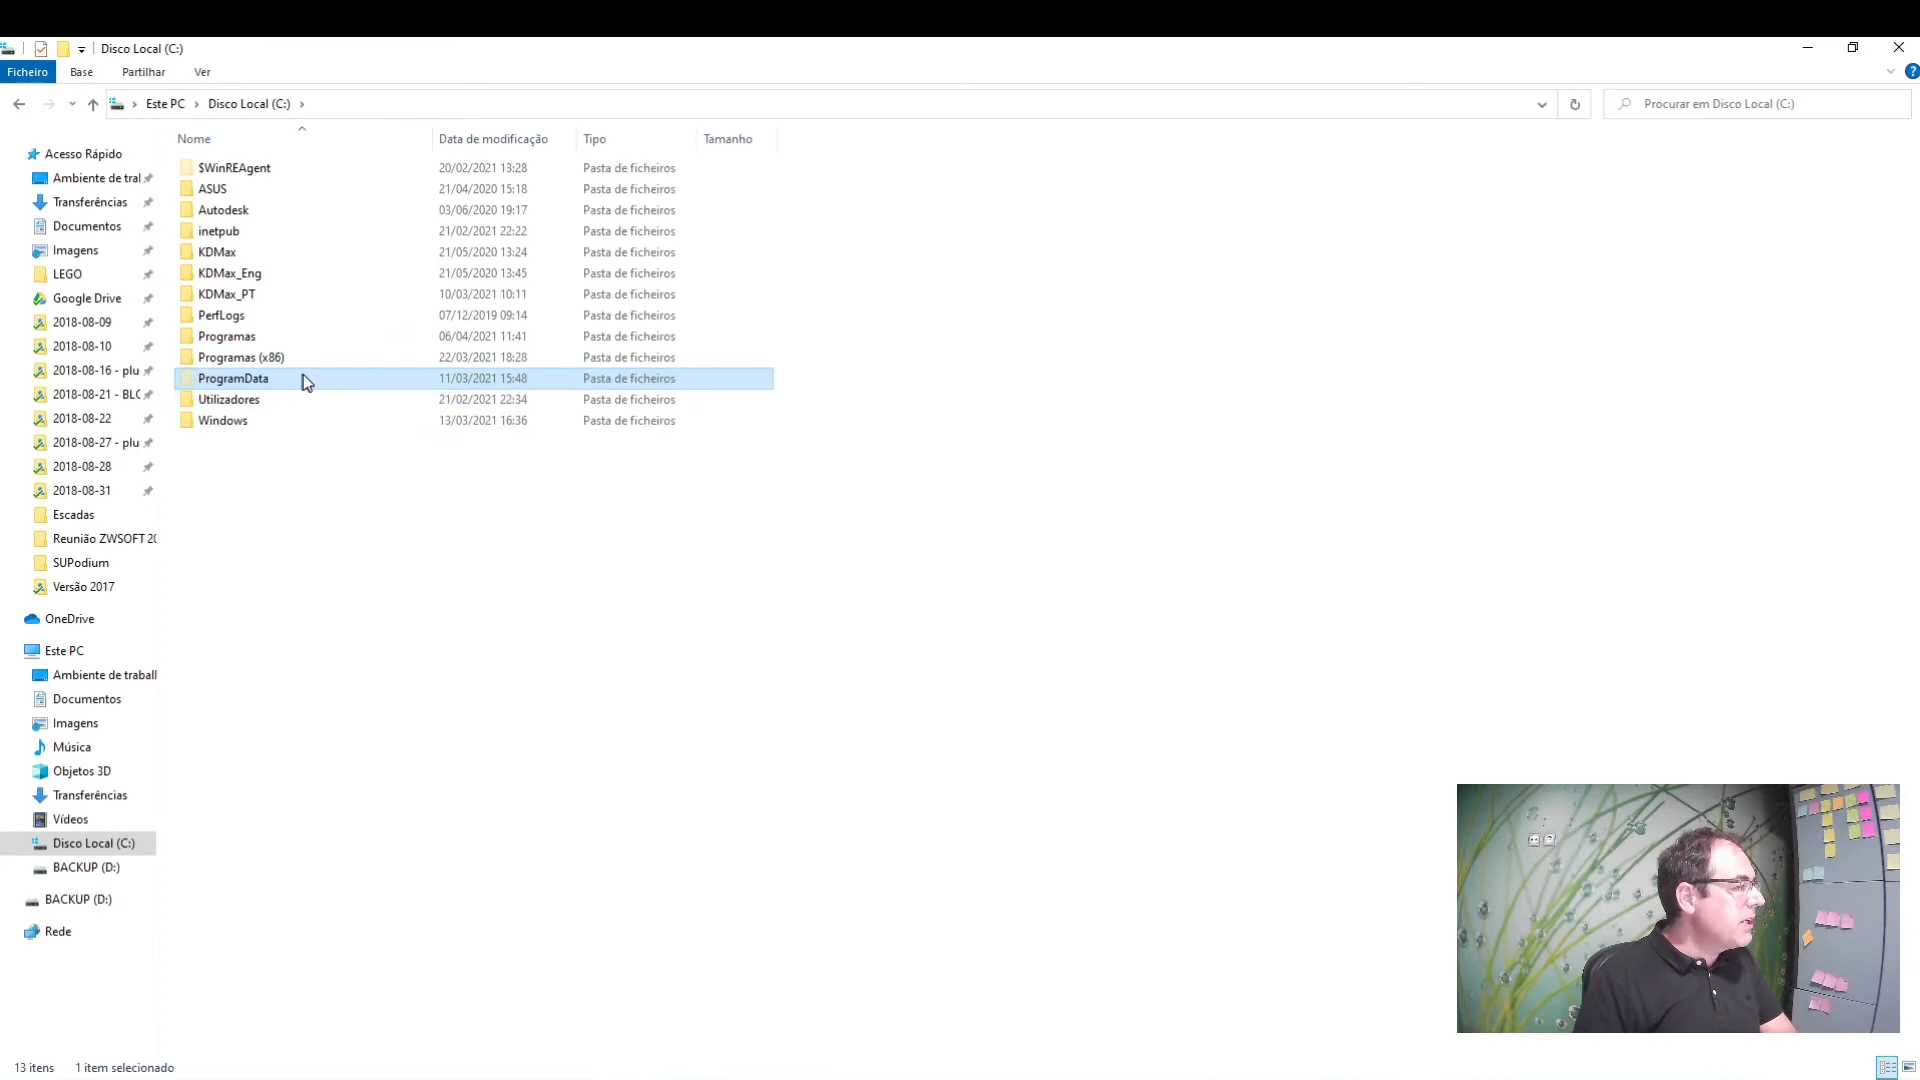 Disco Local (C:)
Ficheiro Base Partilhar Ver
Este PC Disco Local (C:) Procurar em Disco Local (C:)
Nome Data de modificação Tipo Tamanho
$WinREAgent 20/02/2021 13:28 Pasta de ficheiros
ASUS 21/04/2020 15:18 Pasta de ficheiros
Autodesk 03/06/2020 19:17 Pasta de ficheiros
inetpub 21/02/2021 22:22 Pasta de ficheiros
KDMax 21/05/2020 13:24 Pasta de ficheiros
KDMax_Eng 21/05/2020 13:45 Pasta de ficheiros
KDMax_PT 10/03/2021 10:11 Pasta de ficheiros
PerfLogs 07/12/2019 09:14 Pasta de ficheiros
Programas 06/04/2021 11:41 Pasta de ficheiros
Programas (x86) 22/03/2021 18:28 Pasta de ficheiros
ProgramData 11/03/2021 15:48 Pasta de ficheiros
Utilizadores 21/02/2021 22:34 Pasta de ficheiros
Windows 13/03/2021 16:36 Pasta de ficheiros
Acesso Rápido
Ambiente de tral
Transferências
Documentos
Imagens
LEGO
Google Drive
2018-08-09
2018-08-10
2018-08-16 - plu
2018-08-21 - BLC
2018-08-22
2018-08-27 - plu
2018-08-28
2018-08-31
Escadas
Reunião ZWSOFT 20
SUPodium
Versão 2017
OneDrive
Este PC
Ambiente de traball
Documentos
Imagens
Música
Objetos 3D
Transferências
Vídeos
Disco Local (C:)
BACKUP (D:)
BACKUP (D:)
Rede
13 itens 1 item selecionado